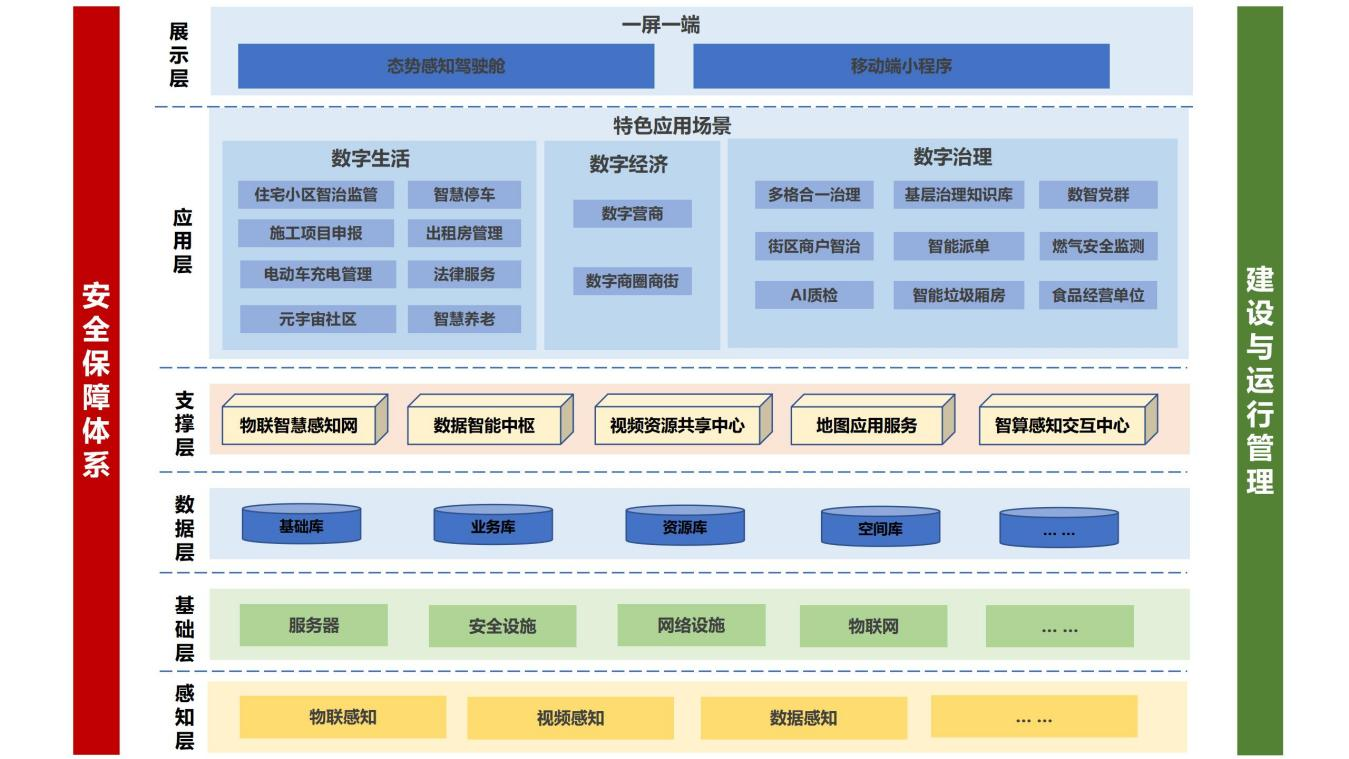 安全保障体系
展示层
一屏一端
态势感知驾驶舱
移动端小程序
应用层
特色应用场景
数字生活
住宅小区智治监管
智慧停车
施工项目申报
出租房管理
电动车充电管理
法律服务
元宇宙社区
智慧养老
数字经济
数字营商
数字商圈商街
数字治理
多格合一治理
基层治理知识库
数智党群
街区商户智治
智能派单
燃气安全监测
AI质检
智能垃圾厢房
食品经营单位
支撑层
物联智慧感知网
数据智能中枢
视频资源共享中心
地图应用服务
智算感知交互中心
数据层
基础库
业务库
资源库
空间库
... ...
基础层
服务器
安全设施
网络设施
物联网
... ...
感知层
物联感知
视频感知
数据感知
... ...
建设与运行管理